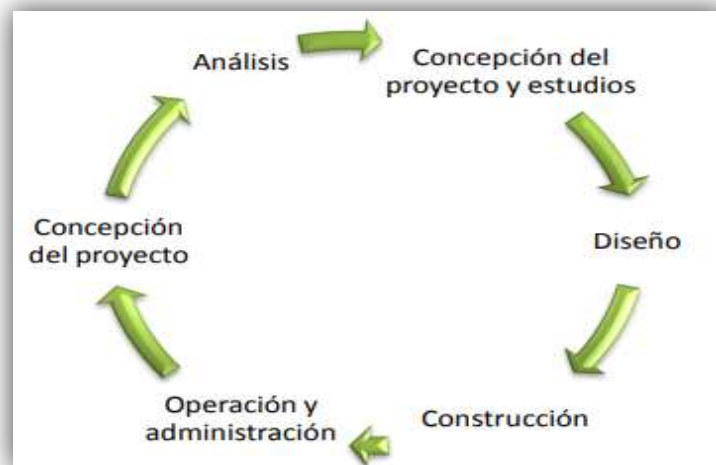 Análisis
Concepción del
proyecto y estudios
Diseño
Construcción
Operación y
administración
Concepción
del proyecto